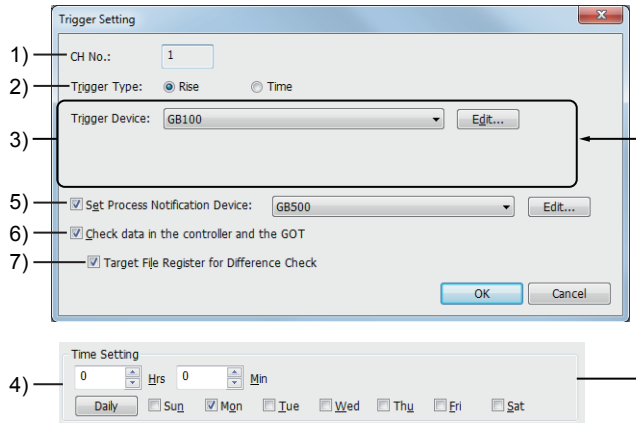 Trigger Setting
x
1) CH No.: 1
2) Trigger Type: Rise Time
3) Trigger Device: GB100 Edit...
5) Set Process Notification Device: GB500 Edit...
6) Check data in the controller and the GOT
7) Target File Register for Difference Check
OK Cancel
Time Setting
4) 0 Hrs 0 Min
Daily Sun Mon Tue Wed Thu Fri Sat